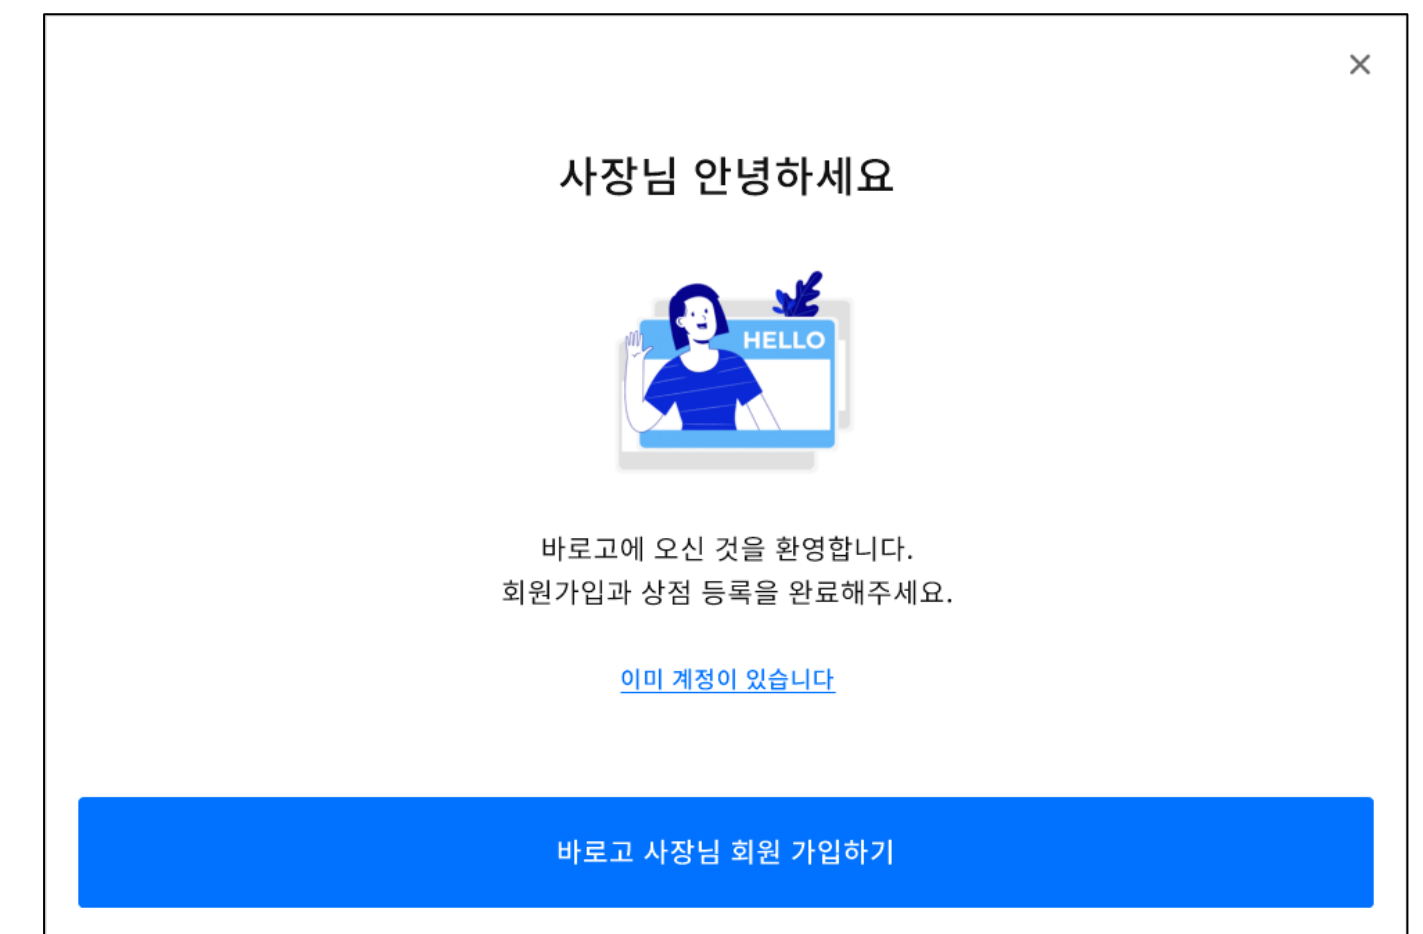 사장님 안녕하세요
HELLO
바로고에 오신 것을 환영합니다.
회원가입과 상점 등록을 완료해주세요.
이미 계정이 있습니다
바로고 사장님 회원 가입하기